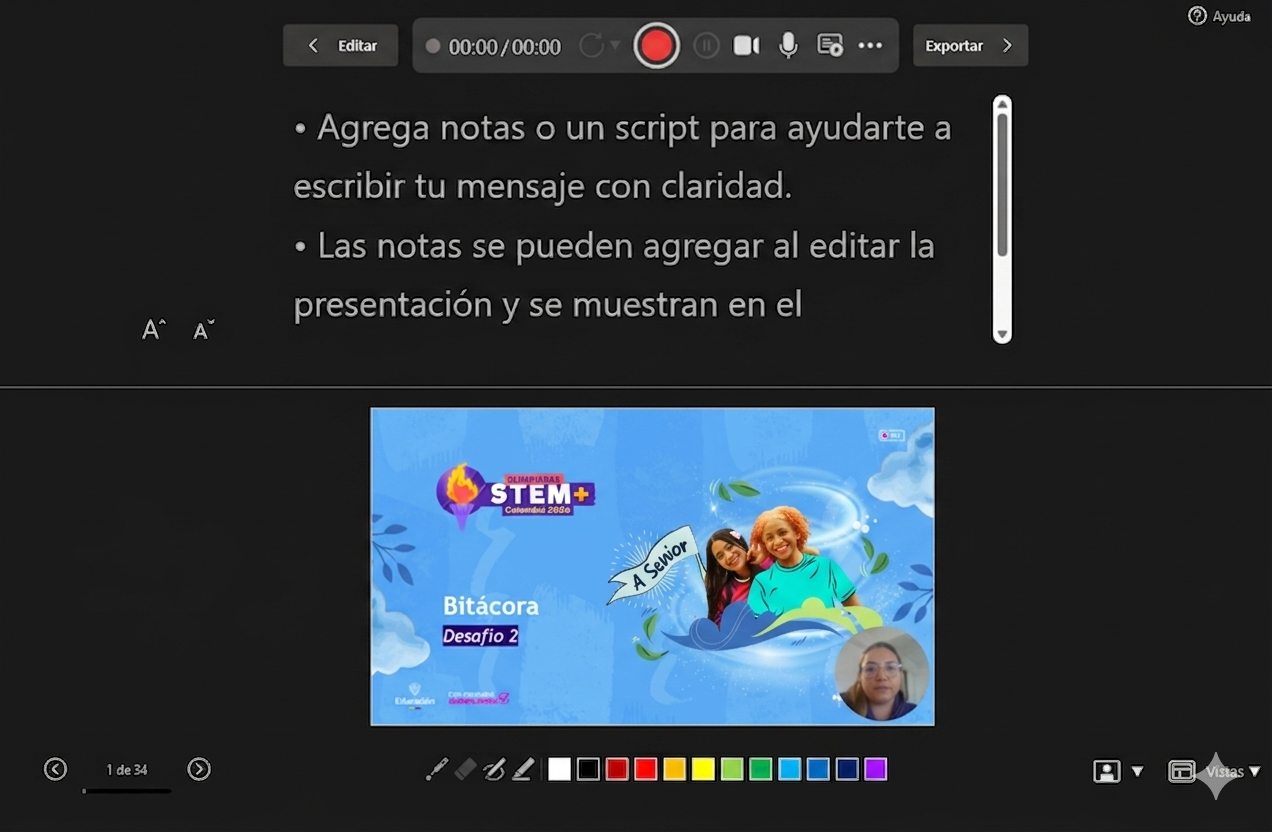 Ayuda
Editar
00:00/00:00
Exportar
• Agrega notas o un script para ayudarte a
escribir tu mensaje con claridad.
• Las notas se pueden agregar al editar la
presentación y se muestran en el
A A
OLIMPIADAS
STEM+
Colombia
A Senior
Bitácora
Desafío 2
Educación
1 de 34
Vistas